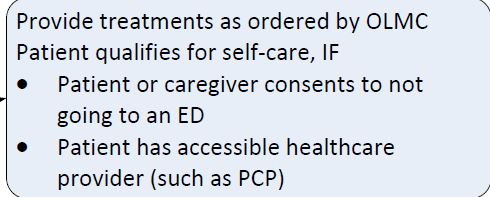 Provide treatments as ordered by OLMC
Patient qualifies for self-care, IF
● Patient or caregiver consents to not
going to an ED
● Patient has accessible healthcare
provider (such as PCP)